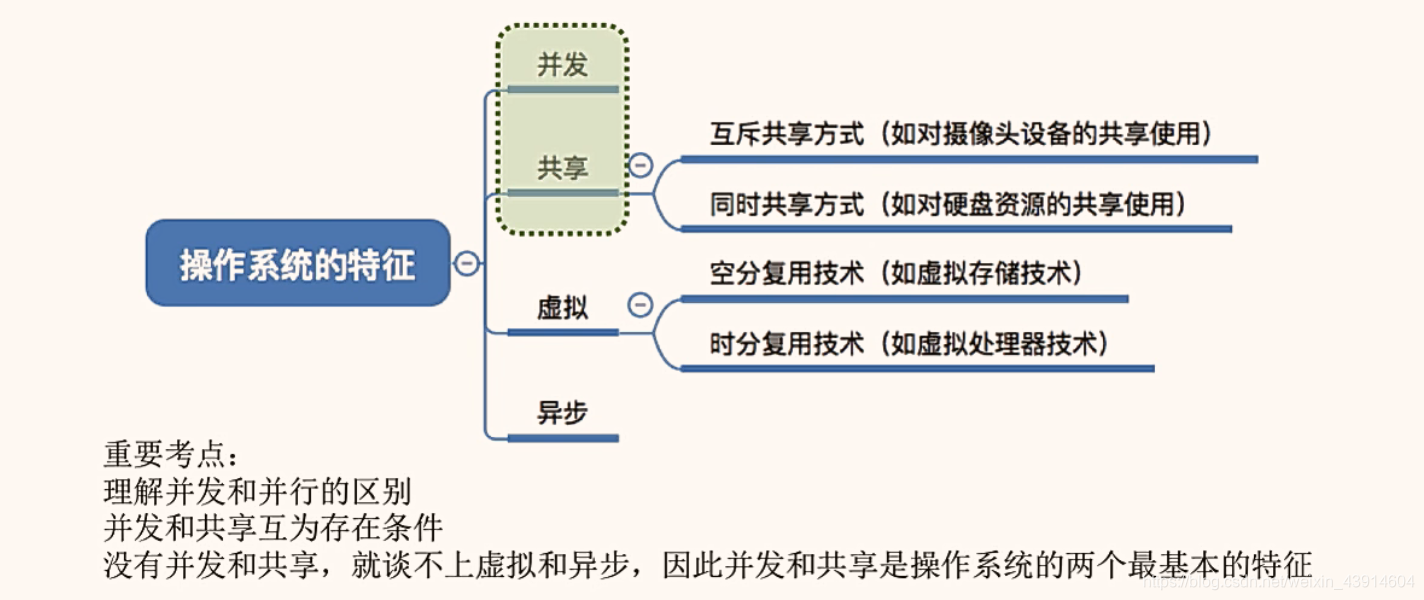 并发
共享
互斥共享方式（如对摄像头设备的共享使用）
同时共享方式（如对硬盘资源的共享使用）
操作系统的特征
虚拟
空分复用技术（如虚拟存储技术）
时分复用技术（如虚拟处理器技术）
异步
重要考点：
理解并发和并行的区别
并发和共享互为存在条件
没有并发和共享，就谈不上虚拟和异步，因此并发和共享是操作系统的两个最基本的特征
https://blog.csdn.net/weixin_43914604